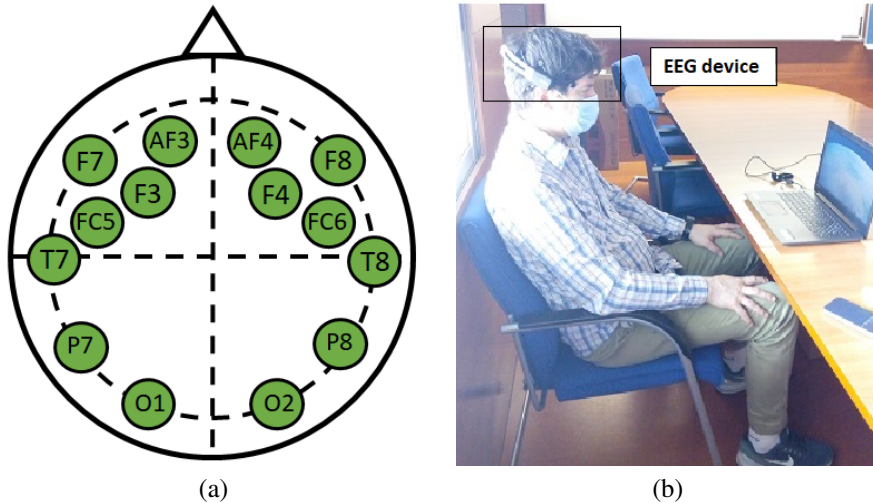 AF3 AF4
F7 F8
F3 F4
FC5 FC6
T7 T8
P7 P8
O1 O2
(a)
EEG device
(b)